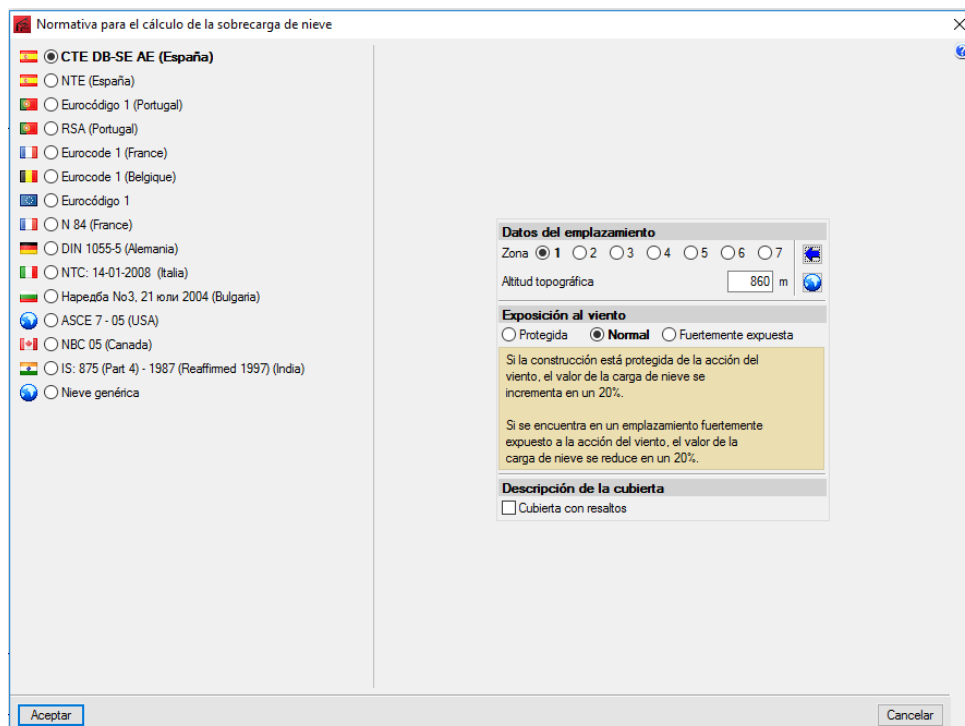 Normativa para el cálculo de la sobrecarga de nieve
CTE DB-SE AE (España)
NTE (España)
Eurocódigo 1 (Portugal)
RSA (Portugal)
Eurocode 1 (France)
Eurocode 1 (Belgique)
Eurocódigo 1
N 84 (France)
DIN 1055-5 (Alemania)
NTC: 14-01-2008 (Italia)
Наредба No3, 21 юли 2004 (Bulgaria)
ASCE 7 - 05 (USA)
NBC 05 (Canada)
IS: 875 (Part 4) - 1987 (Reaffirmed 1997) (India)
Nieve genérica
Datos del emplazamiento
Zona 1 2 3 4 5 6 7
Altitud topográfica 860 m
Exposición al viento
Protegida Normal Fuertemente expuesta
Si la construcción está protegida de la acción del
viento, el valor de la carga de nieve se
incrementa en un 20%.
Si se encuentra en un emplazamiento fuertemente
expuesto a la acción del viento, el valor de la
carga de nieve se reduce en un 20%.
Descripción de la cubierta
Cubierta con resaltos
Aceptar
Cancelar